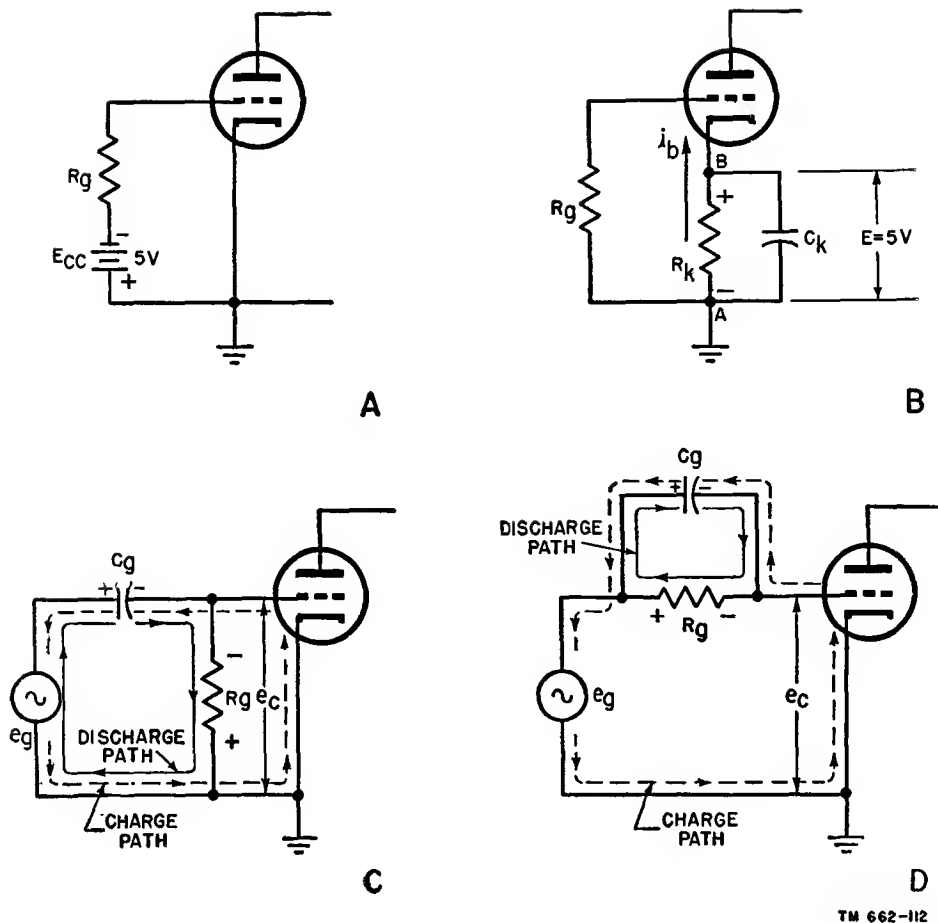 Rg
ECC
-
5V
+
A
ib
B
Rg
+
Rk
-
A
Ck
E=5V
B
Cg
+ -
eg
-
Rg
+
ec
DISCHARGE
PATH
CHARGE
PATH
C
Cg
+ -
DISCHARGE
PATH
+ -
Rg
eg
ec
CHARGE
PATH
D
TM 662-112